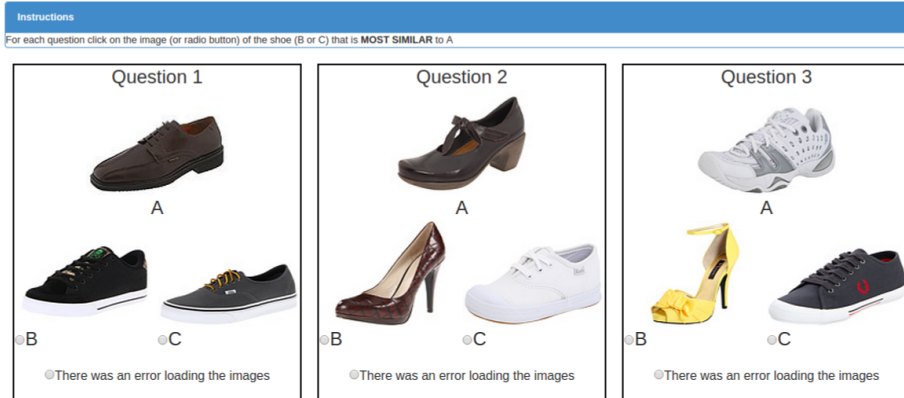 Instructions
For each question click on the image (or radio button) of the shoe (B or C) that is MOST SIMILAR to A
Question 1
A
B
C
There was an error loading the images
Question 2
A
B
C
There was an error loading the images
Question 3
A
B
C
There was an error loading the images